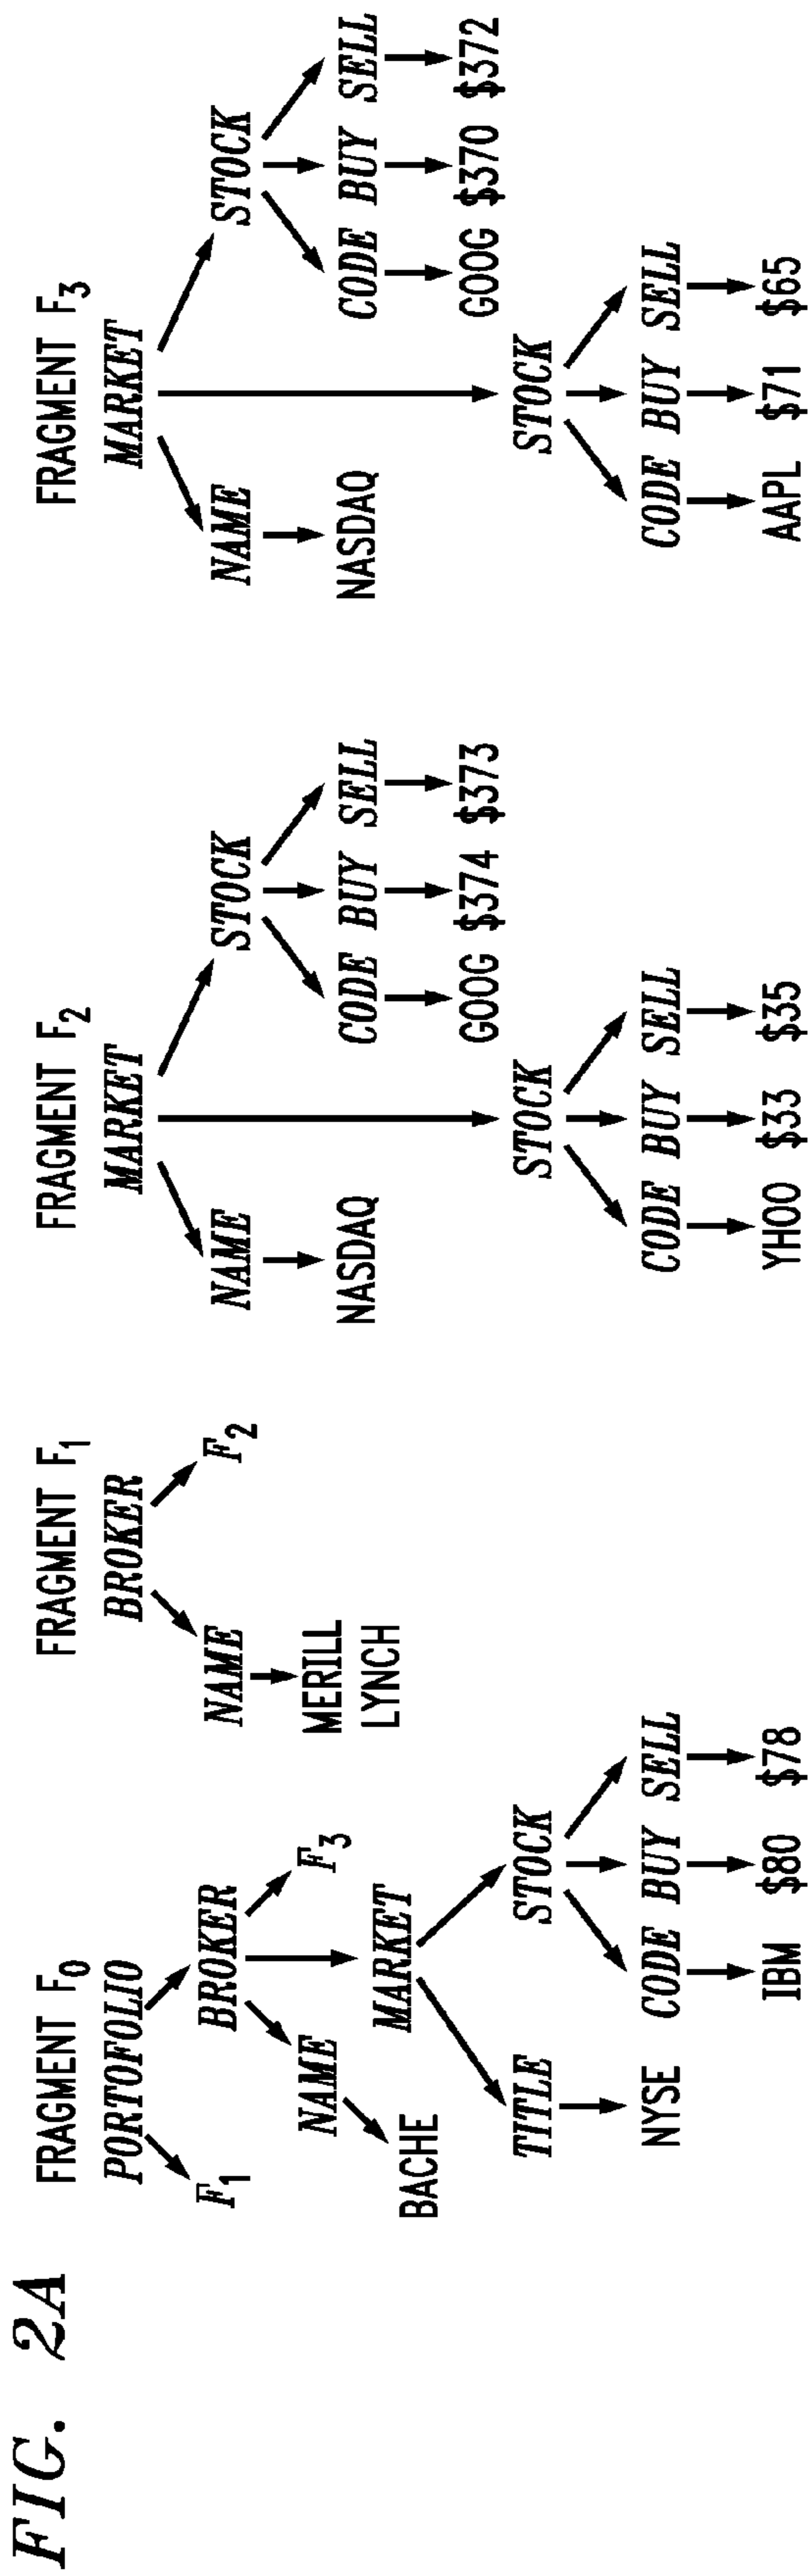 FIG. 2A
FRAGMENT F0
PORTOFOLIO
F1 BROKER
NAME MARKET F3
BACHE
TITLE STOCK
NYSE CODE BUY SELL
IBM $80 $78
FRAGMENT F1
BROKER
NAME F2
MERILL
LYNCH
FRAGMENT F2
MARKET
NAME STOCK
NASDAQ CODE BUY SELL
GOOG $374 $373
STOCK
CODE BUY SELL
YHOO $33 $35
FRAGMENT F3
MARKET
NAME STOCK
NASDAQ CODE BUY SELL
GOOG $370 $372
STOCK
CODE BUY SELL
AAPL $71 $65